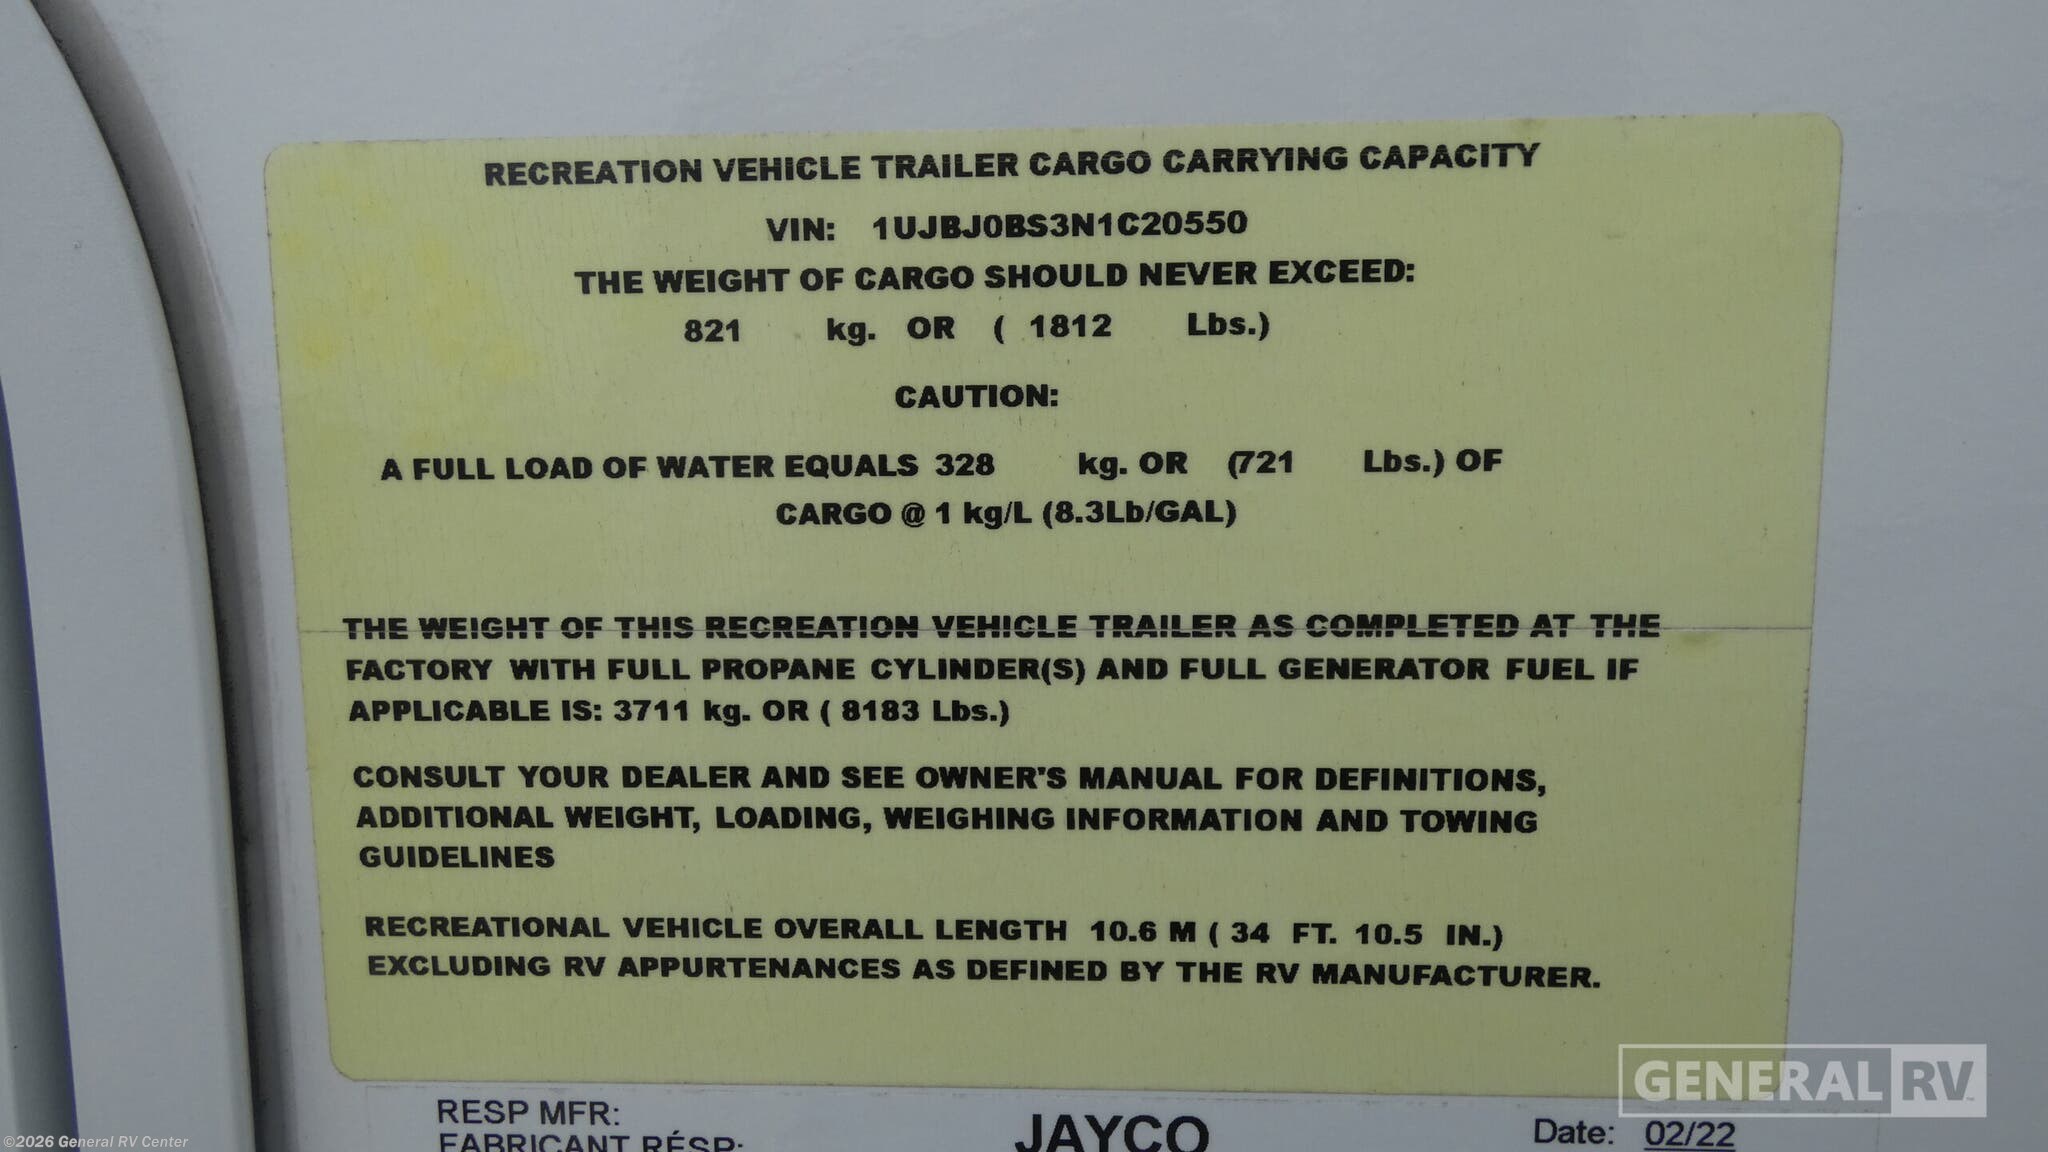 RECREATION VEHICLE TRAILER CARGO CARRYING CAPACITY
VIN: 1UJBJ0BS3N1C20550
THE WEIGHT OF CARGO SHOULD NEVER EXCEED:
821 kg. OR ( 1812 Lbs.)
CAUTION:
A FULL LOAD OF WATER EQUALS 328 kg. OR (721 Lbs.) OF
CARGO @ 1 kg/L (8.3Lb/GAL)
THE WEIGHT OF THIS RECREATION VEHICLE TRAILER AS COMPLETED AT THE
FACTORY WITH FULL PROPANE CYLINDER(S) AND FULL GENERATOR FUEL IF
APPLICABLE IS: 3711 kg. OR ( 8183 Lbs.)
CONSULT YOUR DEALER AND SEE OWNER'S MANUAL FOR DEFINITIONS,
ADDITIONAL WEIGHT, LOADING, WEIGHING INFORMATION AND TOWING
GUIDELINES
RECREATIONAL VEHICLE OVERALL LENGTH 10.6 M ( 34 FT. 10.5 IN.)
EXCLUDING RV APPURTENANCES AS DEFINED BY THE RV MANUFACTURER.
GENERAL RV
RESP MFR: JAYCO Date: 02/22
FABRICANT RÉSP:
©2026 General RV Center